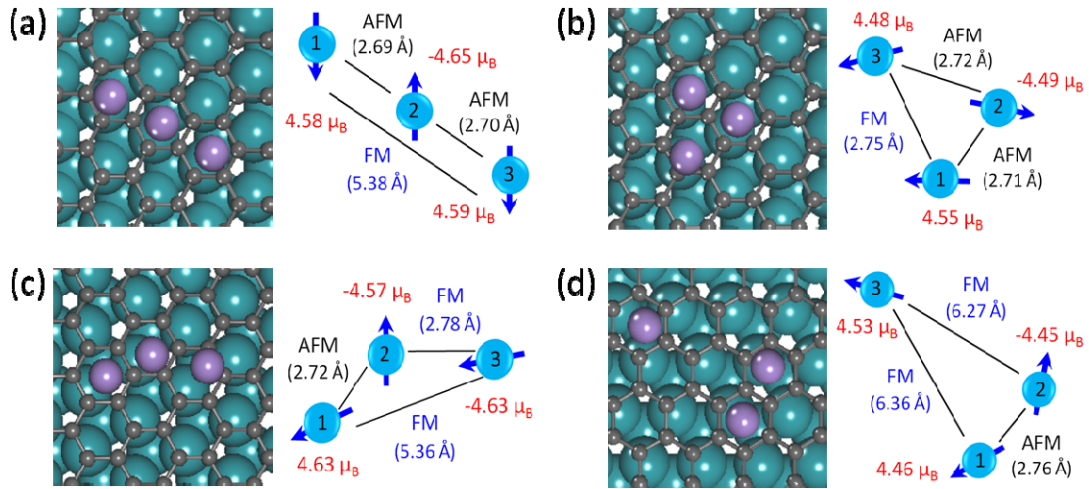 (a)
1
AFM
(2.69 Å)
-4.65 μB
2
AFM
(2.70 Å)
4.58 μB
FM
(5.38 Å)
3
4.59 μB
(b)
4.48 μB
3
AFM
(2.72 Å)
-4.49 μB
2
FM
(2.75 Å)
1
AFM
(2.71 Å)
4.55 μB
(c)
-4.57 μB
FM
(2.78 Å)
AFM
(2.72 Å)
2
3
-4.63 μB
1
FM
(5.36 Å)
4.63 μB
(d)
3
FM
(6.27 Å)
4.53 μB
-4.45 μB
2
FM
(6.36 Å)
1
AFM
(2.76 Å)
4.46 μB